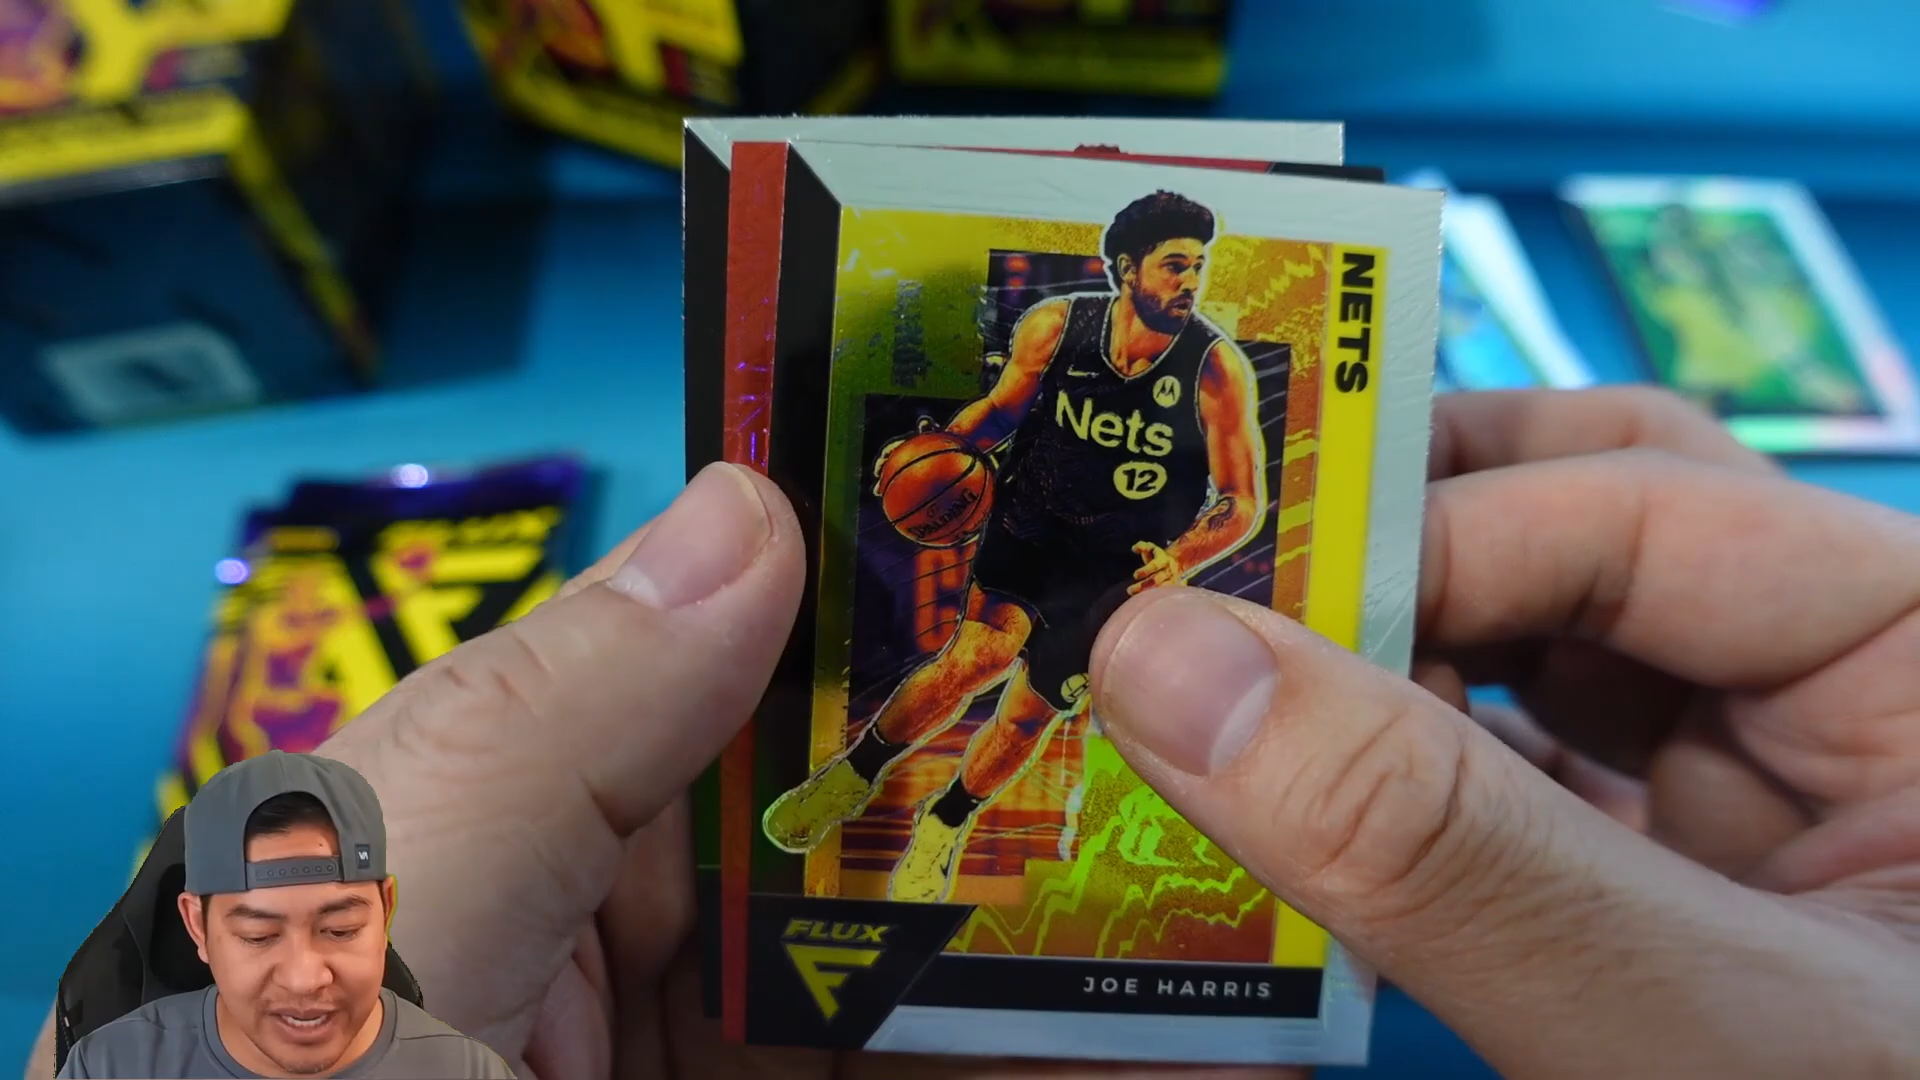 NETS
Nets
12
SPALDING
FLUX
JOE HARRIS